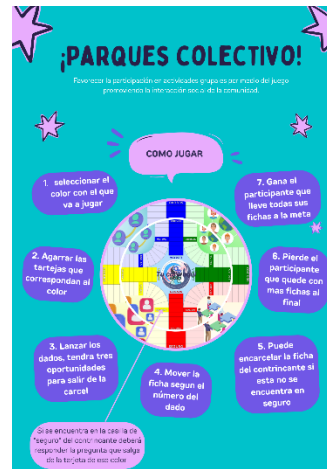 ¡PARQUES COLECTIVO!
Favorecer la participación en actividades grupales por medio del juego
promoviendo la interacción social de la comunidad.
COMO JUGAR
1. seleccionar el
color con el que
va a jugar
2. Agarrar las
tartejas que
correspondan al
color
3. Lanzar los
dados, tendra tres
oportunidades
para salir de la
carcel
4. Mover la
ficha segun el
número del
dado
5. Puede
encarcelar la ficha
del contrincante si
este no se
encuentra en
seguro
6. Pierde el
participante
que quede con
mas fichas al
final
7. Gana el
participante que
lleve todas sus
fichas a la meta
Si se encuentra en la casilla de
"seguro" del contrincante deberá
responder la pregunta que salga
de la tarjeta de ese color